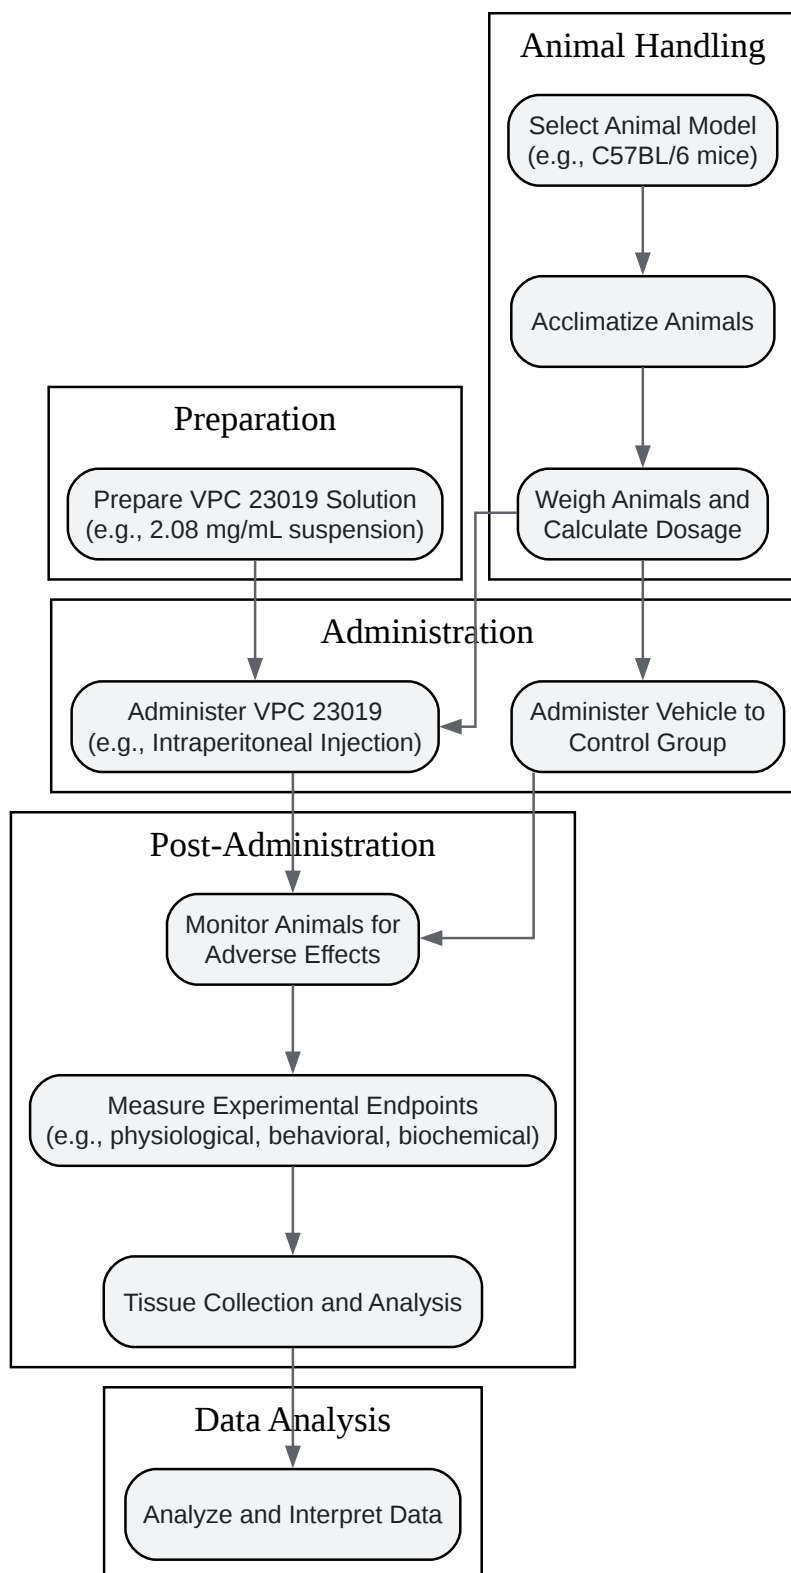 Animal Handling
Select Animal Model
(e.g., C57BL/6 mice)
Acclimatize Animals
Preparation
Prepare VPC 23019 Solution
(e.g., 2.08 mg/mL suspension)
Weigh Animals and
Calculate Dosage
Administration
Administer VPC 23019
(e.g., Intraperitoneal Injection)
Administer Vehicle to
Control Group
Post-Administration
Monitor Animals for
Adverse Effects
Measure Experimental Endpoints
(e.g., physiological, behavioral, biochemical)
Tissue Collection and Analysis
Data Analysis
Analyze and Interpret Data